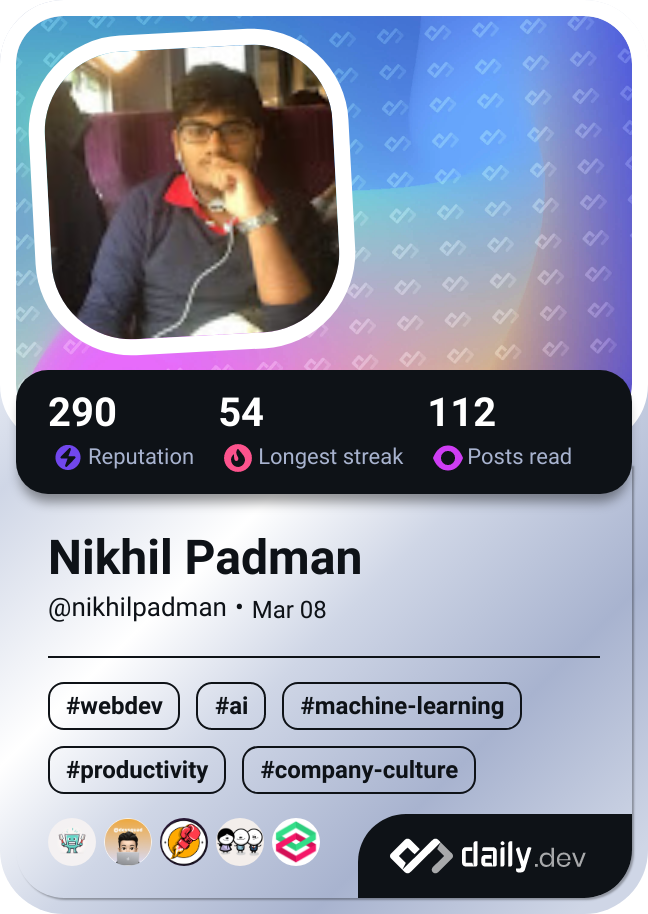 290 54 112
Reputation Longest streak Posts read
Nikhil Padman
@nikhilpadman • Mar 08
#webdev #ai #machine-learning
#productivity #company-culture
daily.dev